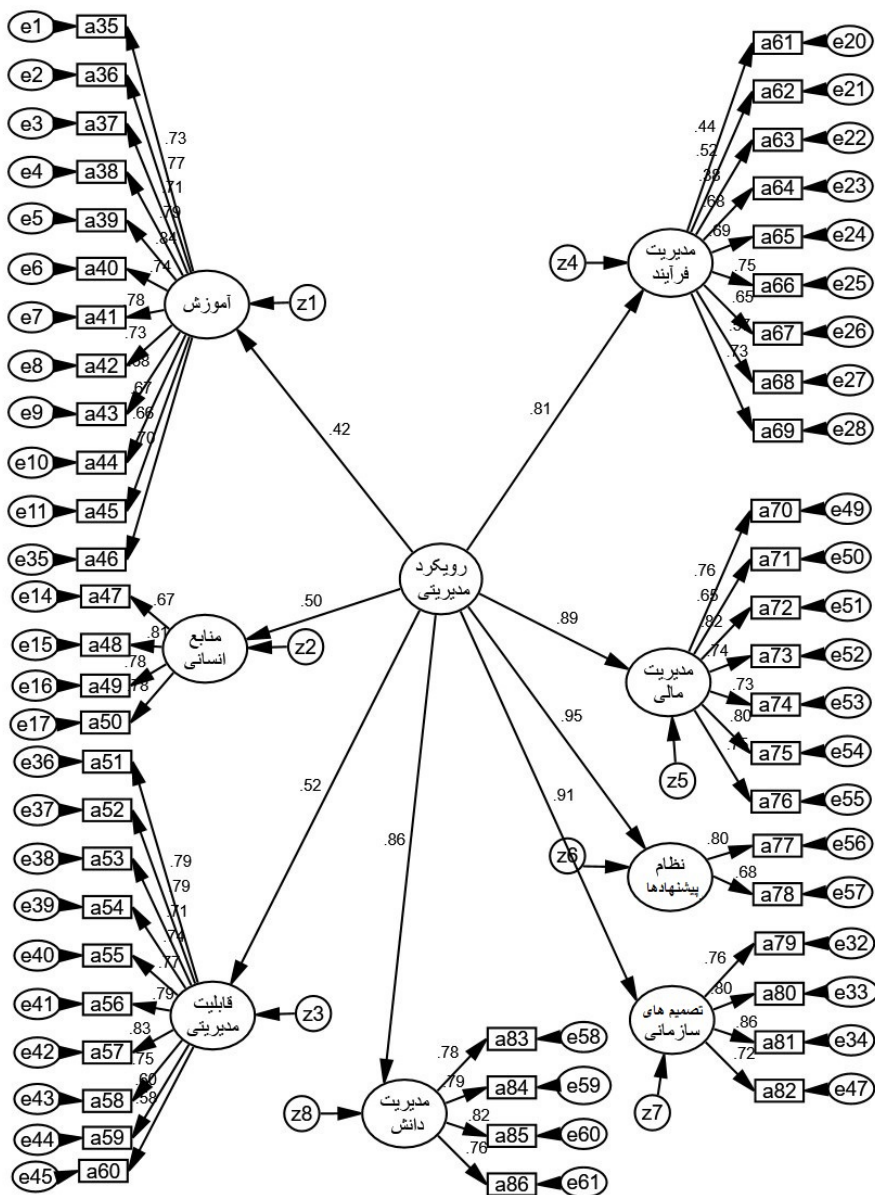 e1 a35
e2 a36
e3 a37
e4 a38
e5 a39
e6 a40
e7 a41
e8 a42
e9 a43
e10 a44
e11 a45
e35 a46
.73
.77
.71
.79
.84
.74
.78
.73
.68
.67
.66
.70
آموزش
z1
.42
e14 a47
e15 a48
e16 a49
e17 a50
.67
.81
.78
.78
منابع
انسانی
z2
.50
e36 a51
e37 a52
e38 a53
e39 a54
e40 a55
e41 a56
e42 a57
e43 a58
e44 a59
e45 a60
.79
.79
.71
.74
.77
.79
.83
.75
.60
.58
قابلیت
مدیریتی
z3
.52
رویکرد
مدیریتی
a61 e20
a62 e21
a63 e22
a64 e23
a65 e24
a66 e25
a67 e26
a68 e27
a69 e28
.44
.52
.38
.68
.69
.75
.65
.73
z4
مدیریت
فرآیند
.81
a70 e49
a71 e50
a72 e51
a73 e52
a74 e53
a75 e54
a76 e55
.76
.65
.82
.74
.73
.80
مدیریت
مالی
z5
.89
a77 e56
a78 e57
.80
.68
z6
نظام
پیشنهادها
.95
a79 e32
a80 e33
a81 e34
a82 e47
.76
.80
.86
.72
تصمیم های
سازمانی
z7
.91
a83 e58
a84 e59
a85 e60
a86 e61
.78
.79
.82
.76
z8
مدیریت
دانش
.86